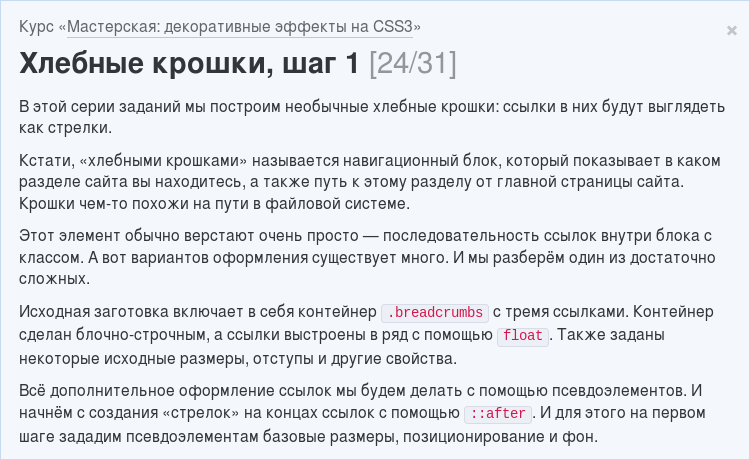 Курс «Мастерская: декоративные эффекты на CSS3»
Хлебные крошки, шаг 1 [24/31]
В этой серии заданий мы построим необычные хлебные крошки: ссылки в них будут выглядеть
как стрелки.
Кстати, «хлебными крошками» называется навигационный блок, который показывает в каком
разделе сайта вы находитесь, а также путь к этому разделу от главной страницы сайта.
Крошки чем-то похожи на пути в файловой системе.
Этот элемент обычно верстают очень просто — последовательность ссылок внутри блока с
классом. А вот вариантов оформления существует много. И мы разберём один из достаточно
сложных.
Исходная заготовка включает в себя контейнер .breadcrumbs с тремя ссылками. Контейнер
сделан блочно-строчным, а ссылки выстроены в ряд с помощью float. Также заданы
некоторые исходные размеры, отступы и другие свойства.
Всё дополнительное оформление ссылок мы будем делать с помощью псевдоэлементов. И
начнём с создания «стрелок» на концах ссылок с помощью ::after. И для этого на первом
шаге зададим псевдоэлементам базовые размеры, позиционирование и фон.